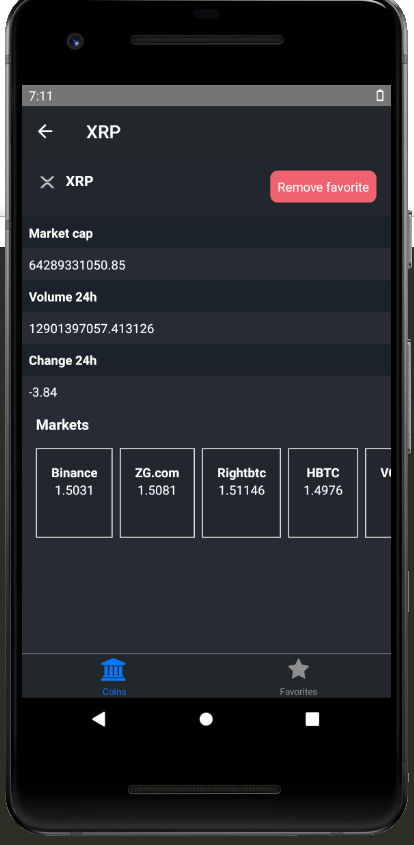 7:11
XRP
XRP
Remove favorite
Market cap
64289331050.85
Volume 24h
12901397057.413126
Change 24h
-3.84
Markets
Binance
1.5031
ZG.com
1.5081
Rightbtc
1.51146
HBTC
1.4976
Coins
Favorites